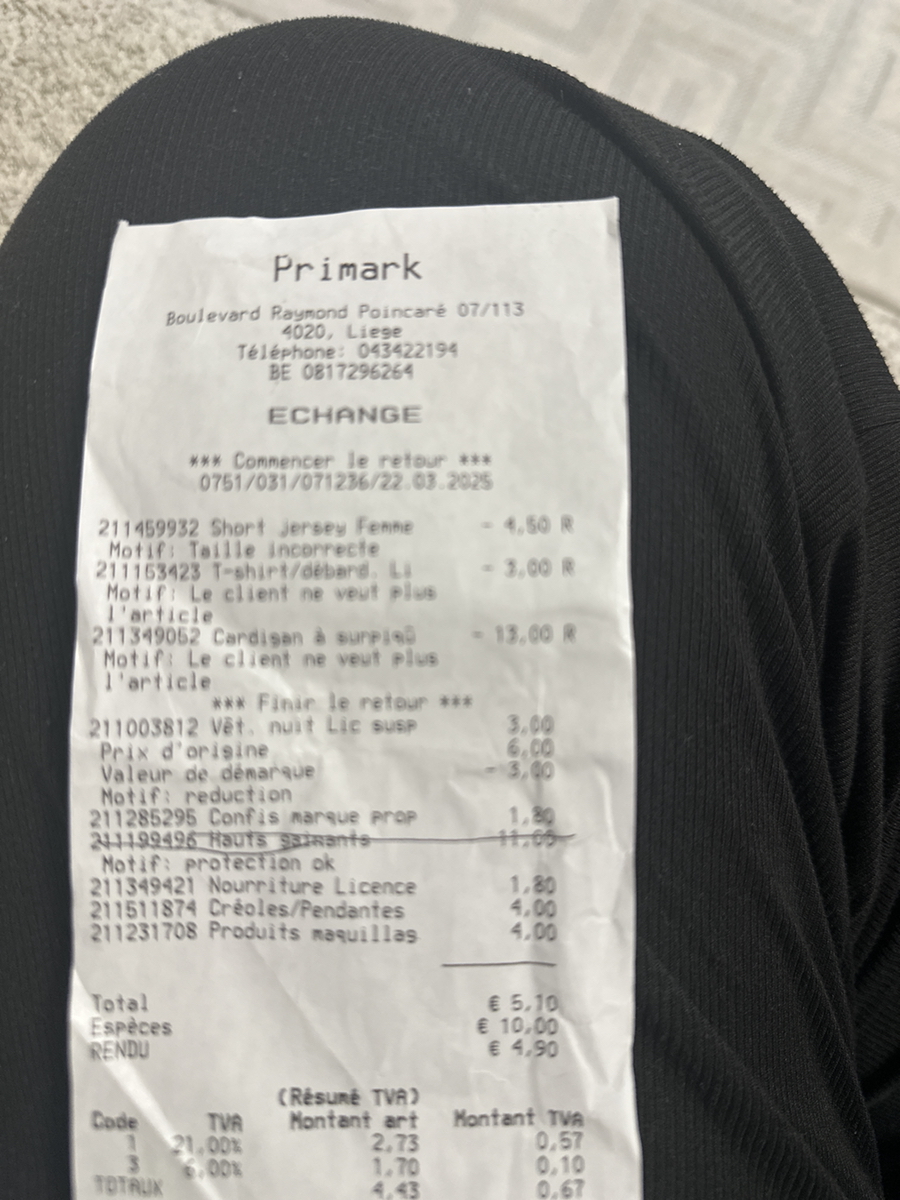 Primark
Boulevard Raymond Poincaré 07/113
4020, Liege
Téléphone: 043422194
BE 0817296264
ECHANGE
*** Commencer le retour ***
0751/031/071236/22.03.2025
211459932 Short jersey Femme - 4,50 R
Motif: Taille incorrecte
211163423 T-shirt/débard. Li - 3,00 R
Motif: Le client ne veut plus
l'article
211349052 Cardigan à - 13,00 R
Motif: Le client ne veut plus
l'article
*** Finir le retour ***
211003812 Vêt. nuit Lic susp 3,00
Prix d'origine 6,00
Valeur de démarque - 3,00
Motif: reduction
211285295 Confis marque prop 1,80
211199496 Hauts gainants 11,00
Motif: protection ok
211349421 Nourriture Licence 1,80
211511874 Créoles/Pendantes 4,00
211231708 Produits maquillag 4,00
Total € 5,10
Espèces € 10,00
RENDU € 4,90
(Résumé TVA)
Code TVA Montant art Montant TVA
1 21,00% 2,73 0,57
3 6,00% 1,70 0,10
TOTAUX 4,43 0,67